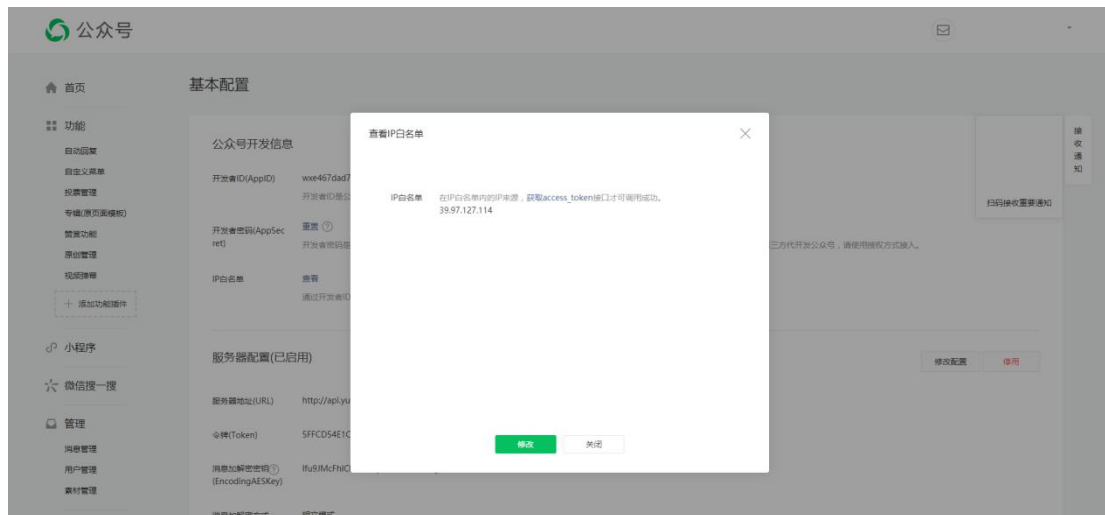 公众号
首页
功能
自动回复
自定义菜单
投票管理
专辑(原页面模板)
赞赏功能
原创管理
视频弹幕
添加功能插件
小程序
微信搜一搜
管理
消息管理
用户管理
素材管理
基本配置
公众号开发信息
开发者ID(AppID) wxe467dad7
开发者ID是公
开发者密码(AppSecret) 重置
开发者密码是
三方代开发公众号，请使用授权方式接入。
IP白名单 查看
通过开发者ID
服务器配置(已启用)
修改配置 停用
服务器地址(URL) http://api.yu
令牌(Token) 5FFCD54E1C
消息加解密密钥 (EncodingAESKey)
消息加解密方式 明文模式
查看IP白名单
IP白名单 在IP白名单内的IP来源，获取access_token接口才可调用成功。
39.97.127.114
修改 关闭
扫码接收重要通知
接收通知